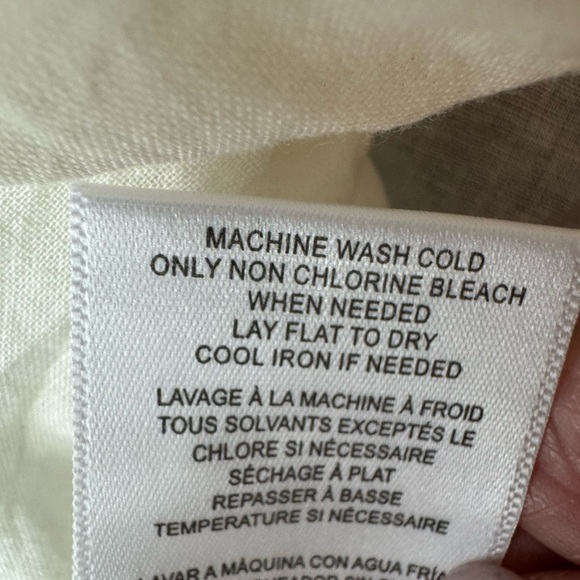 MACHINE WASH COLD
ONLY NON CHLORINE BLEACH
WHEN NEEDED
LAY FLAT TO DRY
COOL IRON IF NEEDED
LAVAGE À LA MACHINE À FROID
TOUS SOLVANTS EXCEPTÉS LE
CHLORE SI NÉCESSAIRE
SÉCHAGE À PLAT
REPASSER À BASSE
TEMPERATURE SI NÉCESSAIRE
LAVAR A MÁQUINA CON AGUA FRÍA